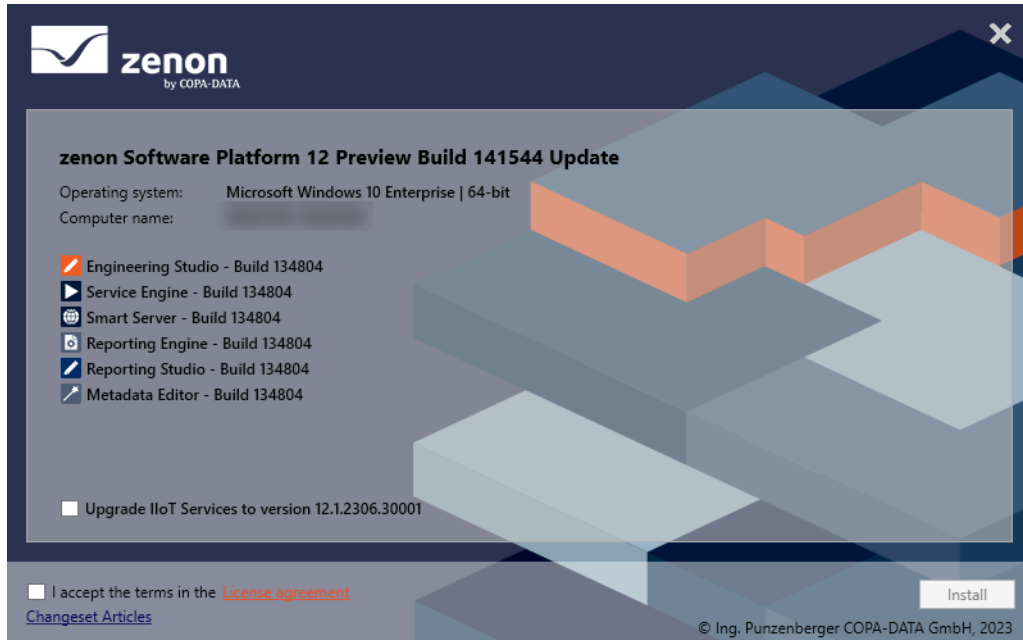 zenon
by COPA-DATA
zenon Software Platform 12 Preview Build 141544 Update
Operating system: Microsoft Windows 10 Enterprise | 64-bit
Computer name:
Engineering Studio - Build 134804
Service Engine - Build 134804
Smart Server - Build 134804
Reporting Engine - Build 134804
Reporting Studio - Build 134804
Metadata Editor - Build 134804
Upgrade IIoT Services to version 12.1.2306.30001
I accept the terms in the License agreement
Install
Changeset Articles
© Ing. Punzenberger COPA-DATA GmbH, 2023